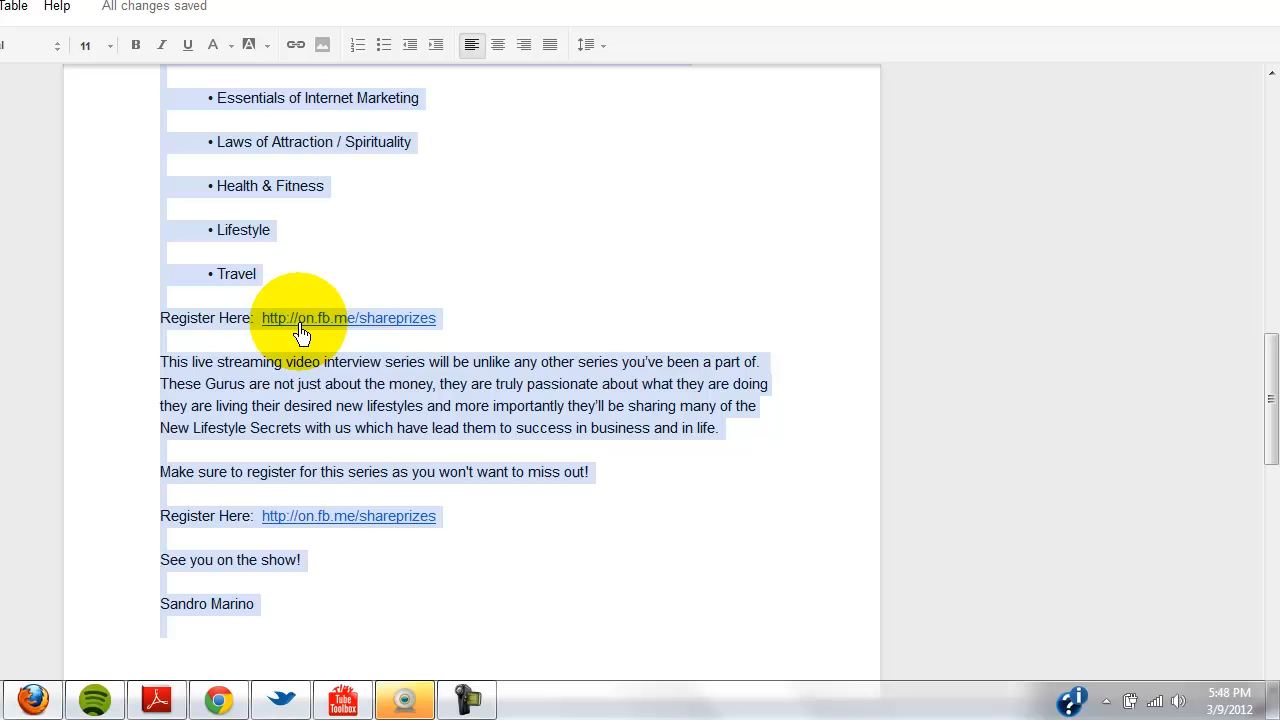 Table Help All changes saved
11 B I U A A
• Essentials of Internet Marketing
• Laws of Attraction / Spirituality
• Health & Fitness
• Lifestyle
• Travel
Register Here: http://on.fb.me/shareprizes
This live streaming video interview series will be unlike any other series you've been a part of.
These Gurus are not just about the money, they are truly passionate about what they are doing
they are living their desired new lifestyles and more importantly they'll be sharing many of the
New Lifestyle Secrets with us which have lead them to success in business and in life.
Make sure to register for this series as you won't want to miss out!
Register Here: http://on.fb.me/shareprizes
See you on the show!
Sandro Marino
Tube
Toolbox
5:48 PM
3/9/2012